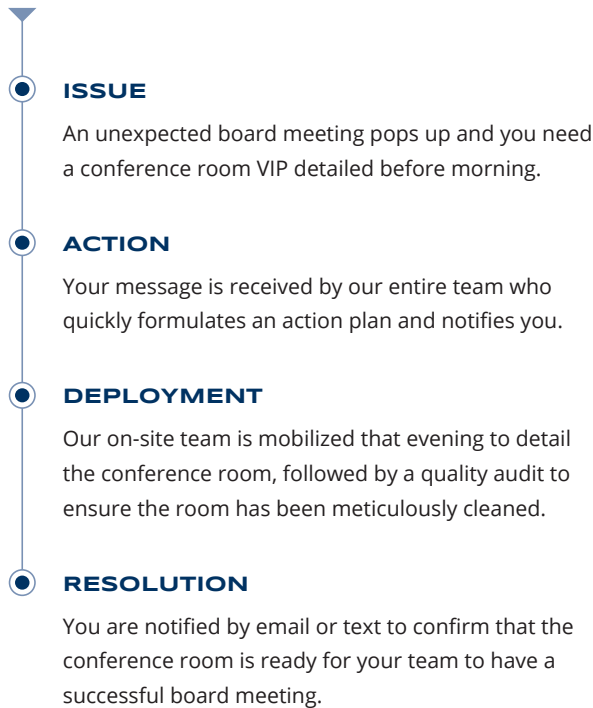 ISSUE
An unexpected board meeting pops up and you need
a conference room VIP detailed before morning.
ACTION
Your message is received by our entire team who
quickly formulates an action plan and notifies you.
DEPLOYMENT
Our on-site team is mobilized that evening to detail
the conference room, followed by a quality audit to
ensure the room has been meticulously cleaned.
RESOLUTION
You are notified by email or text to confirm that the
conference room is ready for your team to have a
successful board meeting.